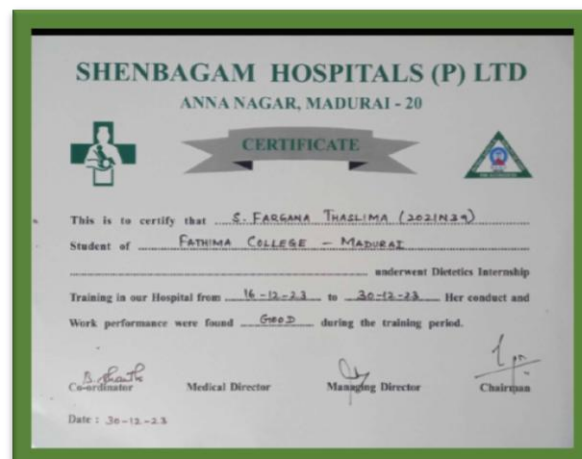 SHENBAGAM HOSPITALS (P) LTD
ANNA NAGAR, MADURAI - 20
CERTIFICATE
This is to certify that S. FARGANA THASLIMA (2021N39)
Student of FATHIMA COLLEGE - MADURAI
underwent Dietetics Internship
Training in our Hospital from 16-12-23 to 30-12-23 Her conduct and
Work performance were found GOOD during the training period.
Co-ordinator Medical Director Managing Director Chairman
Date : 30-12-23